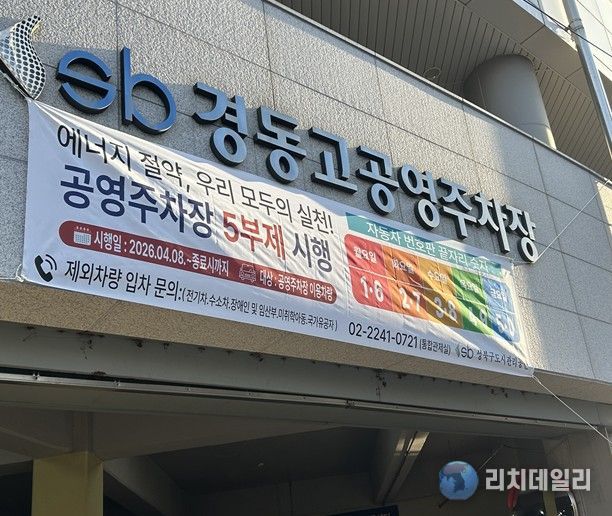 sb 경동고공영주차장
에너지 절약, 우리 모두의 실천!
공영주차장 5부제 시행
시행일 : 2026.04.08.~종료시까지
대상 : 공영주차장 이용차량
제외차량 입차 문의:(전기차.수소차.장애인 및 임산부.미취학아동.국가유공자)
02-2241-0721(통합관제실)
자동차 번호판 끝자리 숫자
월요일 화요일 수요일 목요일 금요일
1·6 2·7 3·8 4·9 5·0
sb 성북구도시관리공단
리치데일리